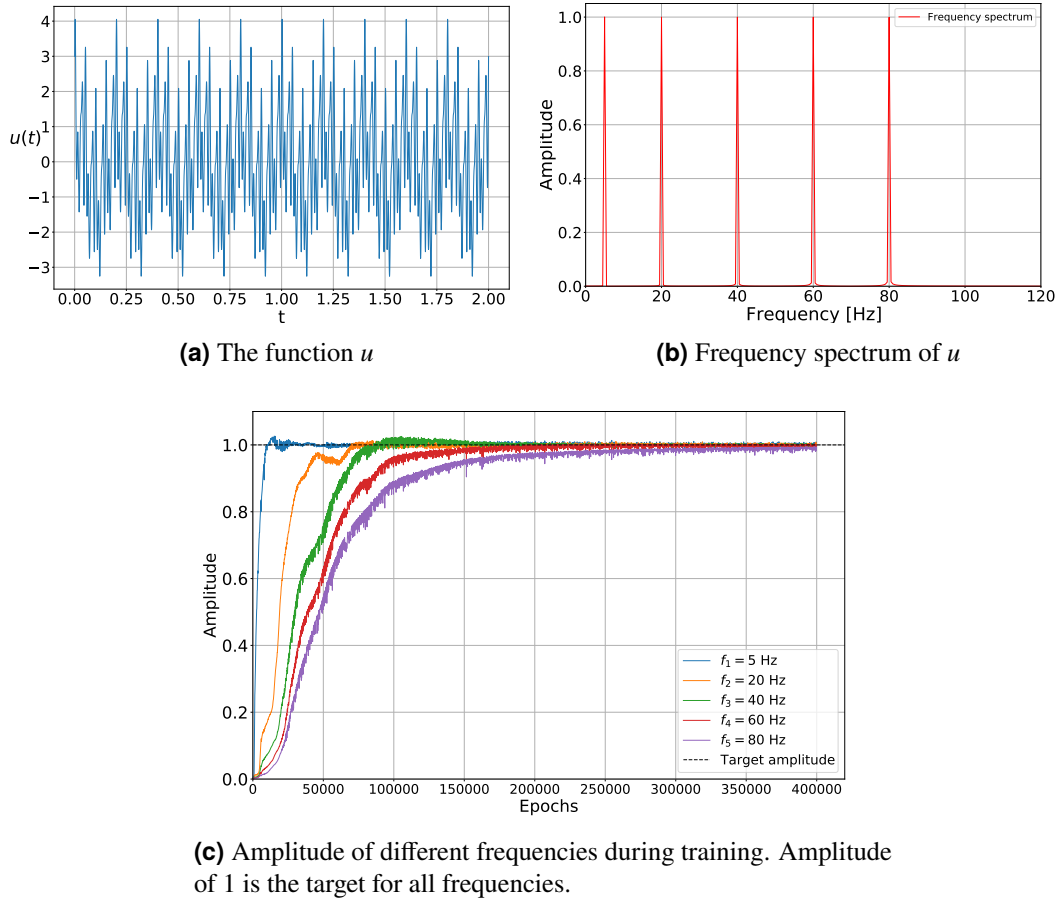 4
3
2
1
u(t)
0
−1
−2
−3
0.00 0.25 0.50 0.75 1.00 1.25 1.50 1.75 2.00
t
(a) The function u
Frequency spectrum
1.0
0.8
0.6
0.4
0.2
0.0
Amplitude
0 20 40 60 80 100 120
Frequency [Hz]
(b) Frequency spectrum of u
1.0
0.8
0.6
0.4
0.2
0.0
Amplitude
f₁ = 5 Hz
f₂ = 20 Hz
f₃ = 40 Hz
f₄ = 60 Hz
f₅ = 80 Hz
Target amplitude
0 50000 100000 150000 200000 250000 300000 350000 400000
Epochs
(c) Amplitude of different frequencies during training. Amplitude
of 1 is the target for all frequencies.